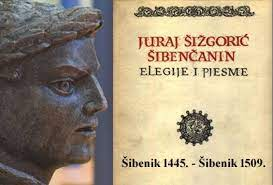 JURAJ ŠIŽGORIĆ
ŠIBENČANIN
ELEGIJE I PJESME
Šibenik 1445. - Šibenik 1509.